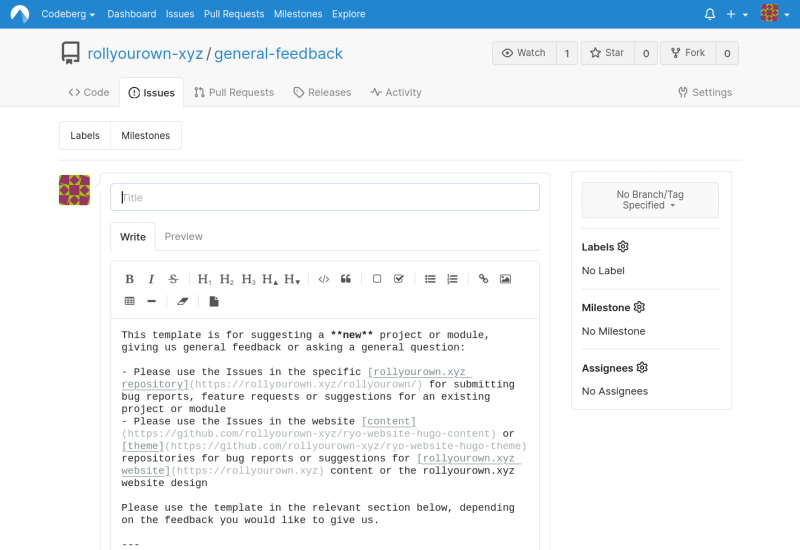 Codeberg Dashboard Issues Pull Requests Milestones Explore
rollyourown-xyz / general-feedback
Watch 1 Star 0 Fork 0
Code Issues Pull Requests Releases Activity Settings
Labels Milestones
Title
Write Preview
B I S H1 H2 H3 H▲ H▼
This template is for suggesting a **new** project or module,
giving us general feedback or asking a general question:
- Please use the Issues in the specific [rollyourown.xyz
repository](https://rollyourown.xyz/rollyourown/) for submitting
bug reports, feature requests or suggestions for an existing
project or module
- Please use the Issues in the website [content]
(https://github.com/rollyourown-xyz/ryo-website-hugo-content) or
[theme](https://github.com/rollyourown-xyz/ryo-website-hugo-theme)
repositories for bug reports or suggestions for [rollyourown.xyz
website](https://rollyourown.xyz) content or the rollyourown.xyz
website design
Please use the template in the relevant section below, depending
on the feedback you would like to give us.
---
No Branch/Tag
Specified
Labels
No Label
Milestone
No Milestone
Assignees
No Assignees